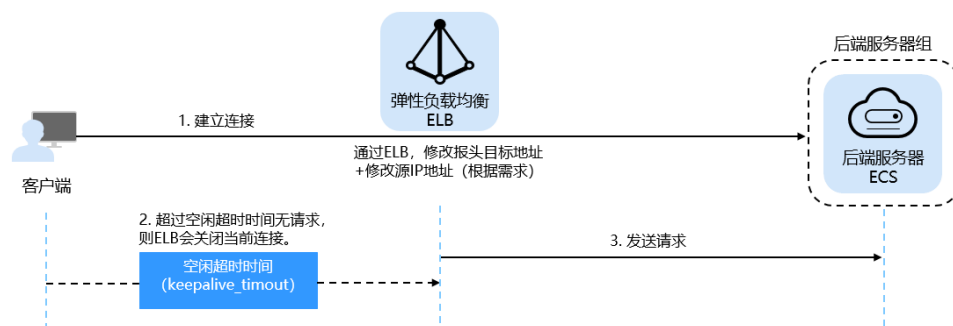 后端服务器组
弹性负载均衡
ELB
1. 建立连接
后端服务器
ECS
通过ELB，修改报头目标地址
+修改源IP地址（根据需求）
客户端
2. 超过空闲超时时间无请求，
则ELB会关闭当前连接。
3. 发送请求
空闲超时时间
（keepalive_timout）